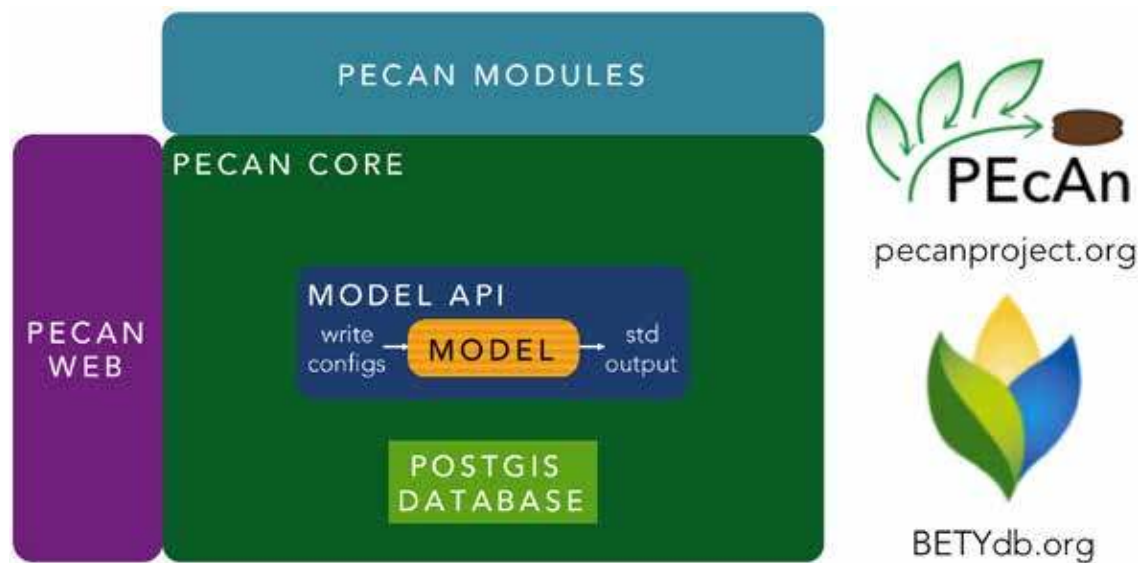 PECAN MODULES
PECAN CORE
PECAN
WEB
MODEL API
write
configs
MODEL
std
output
POSTGIS
DATABASE
PEcAn
pecanproject.org
BETYdb.org